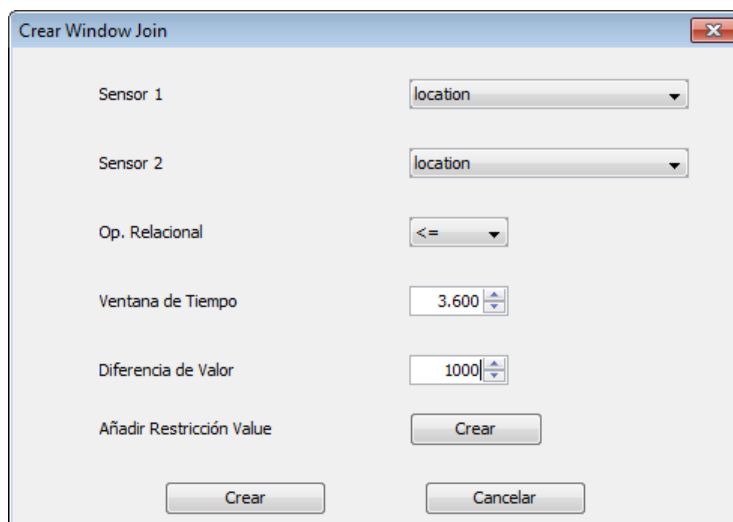 Crear Window Join
Sensor 1 location
Sensor 2 location
Op. Relacional <=
Ventana de Tiempo 3.600
Diferencia de Valor 1000
Añadir Restricción Value Crear
Crear Cancelar